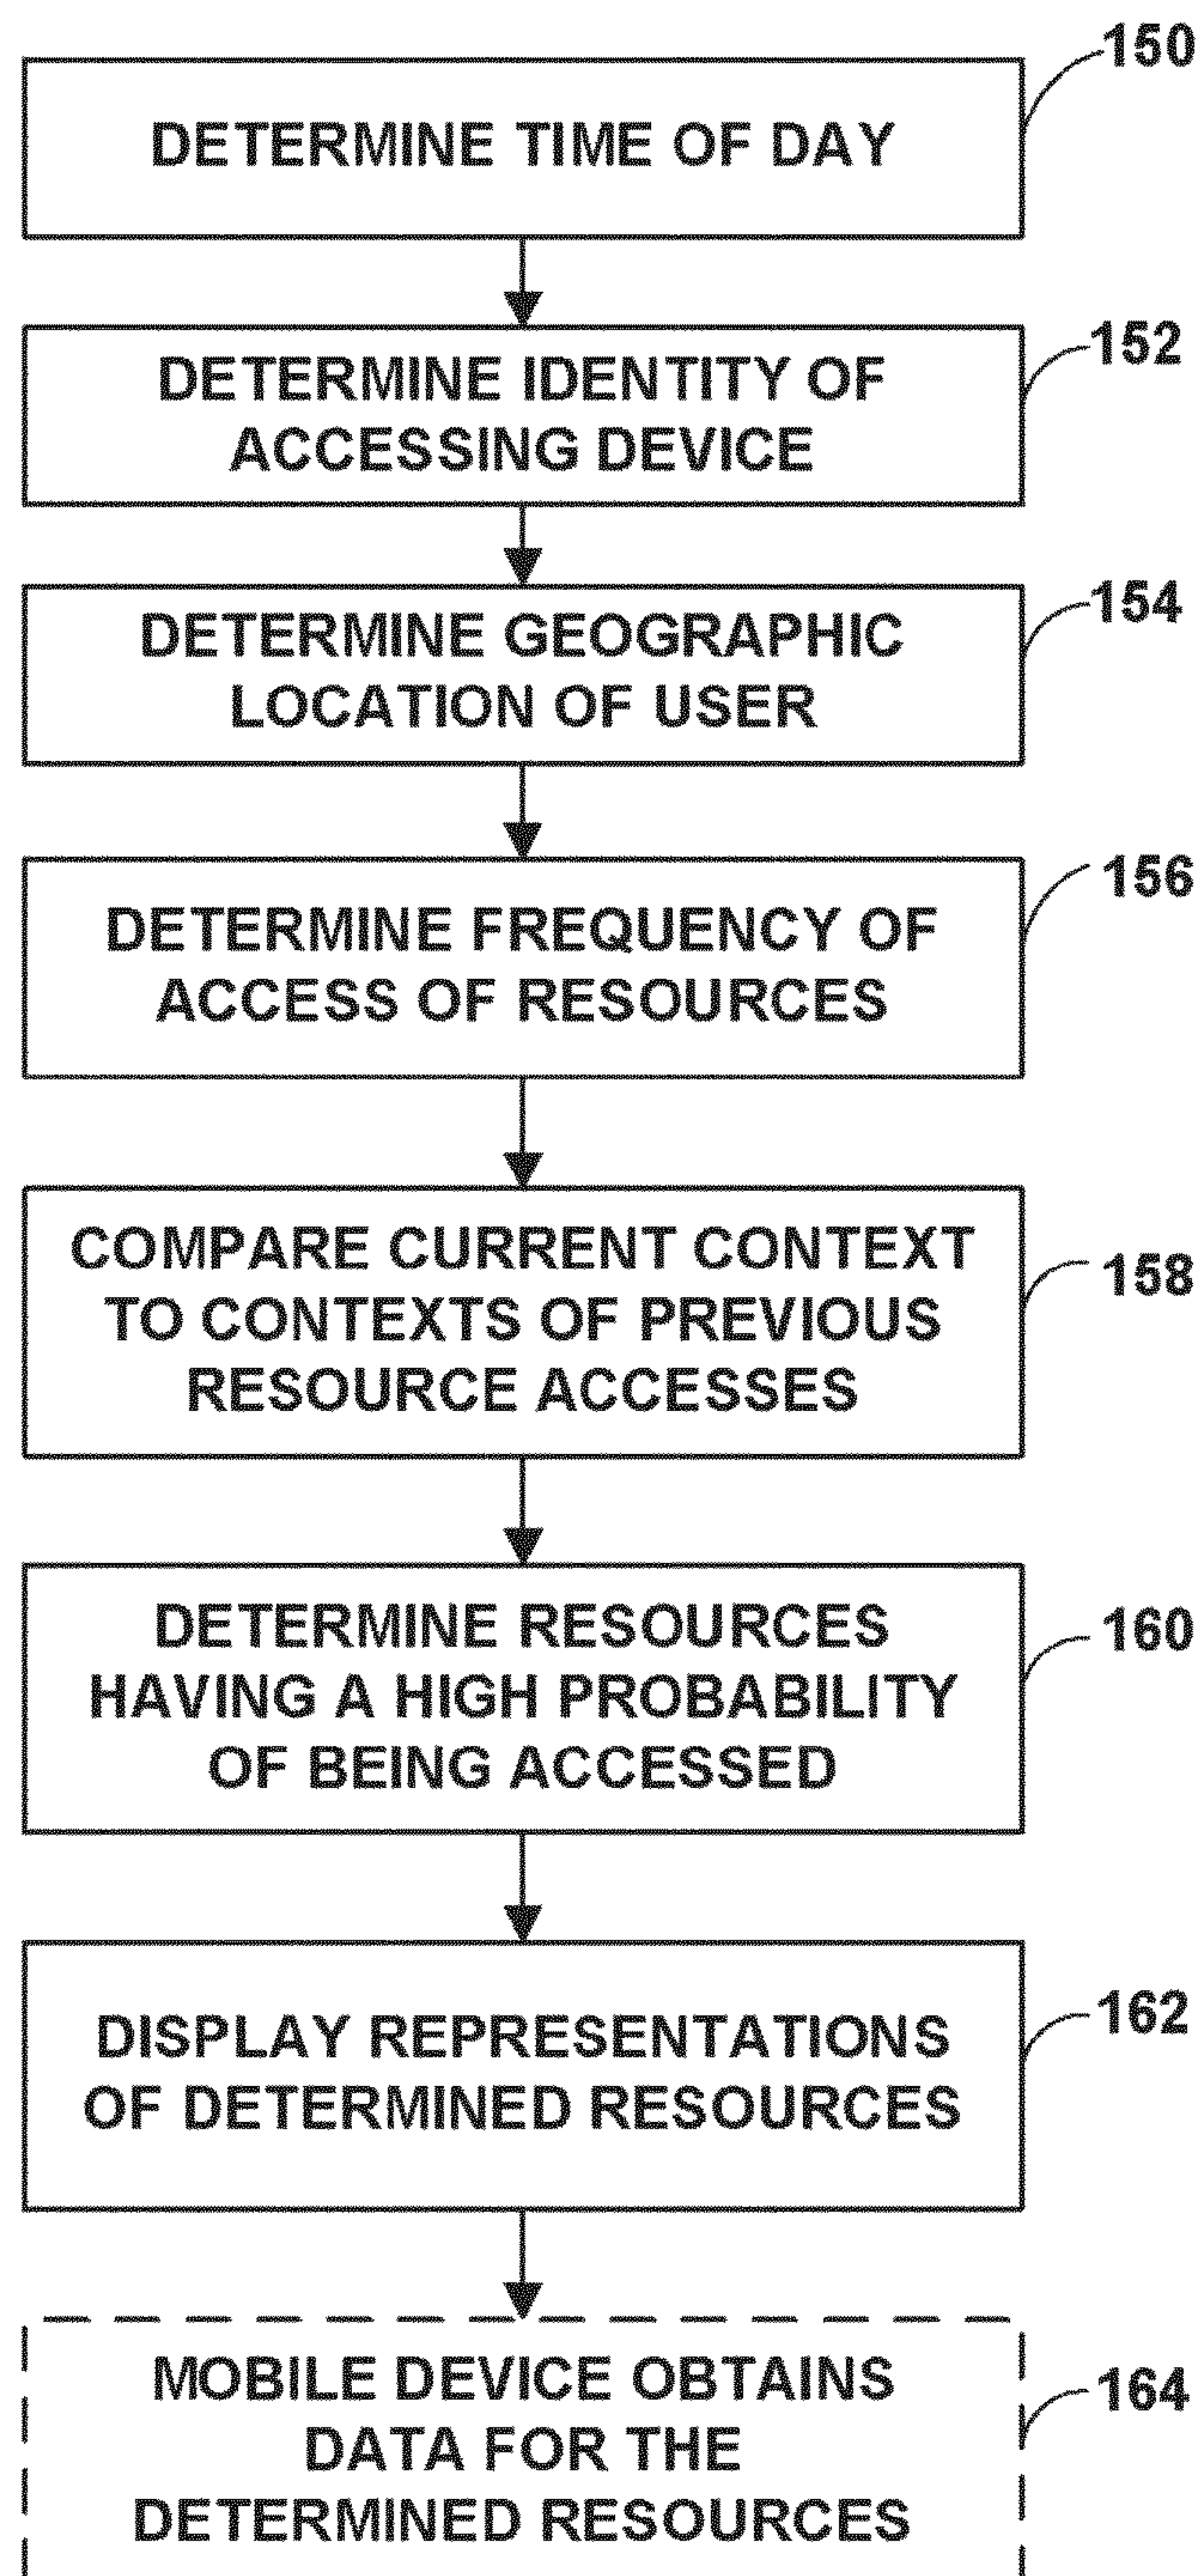 150
DETERMINE TIME OF DAY
152
DETERMINE IDENTITY OF
ACCESSING DEVICE
154
DETERMINE GEOGRAPHIC
LOCATION OF USER
156
DETERMINE FREQUENCY OF
ACCESS OF RESOURCES
158
COMPARE CURRENT CONTEXT
TO CONTEXTS OF PREVIOUS
RESOURCE ACCESSES
160
DETERMINE RESOURCES
HAVING A HIGH PROBABILITY
OF BEING ACCESSED
162
DISPLAY REPRESENTATIONS
OF DETERMINED RESOURCES
164
MOBILE DEVICE OBTAINS
DATA FOR THE
DETERMINED RESOURCES